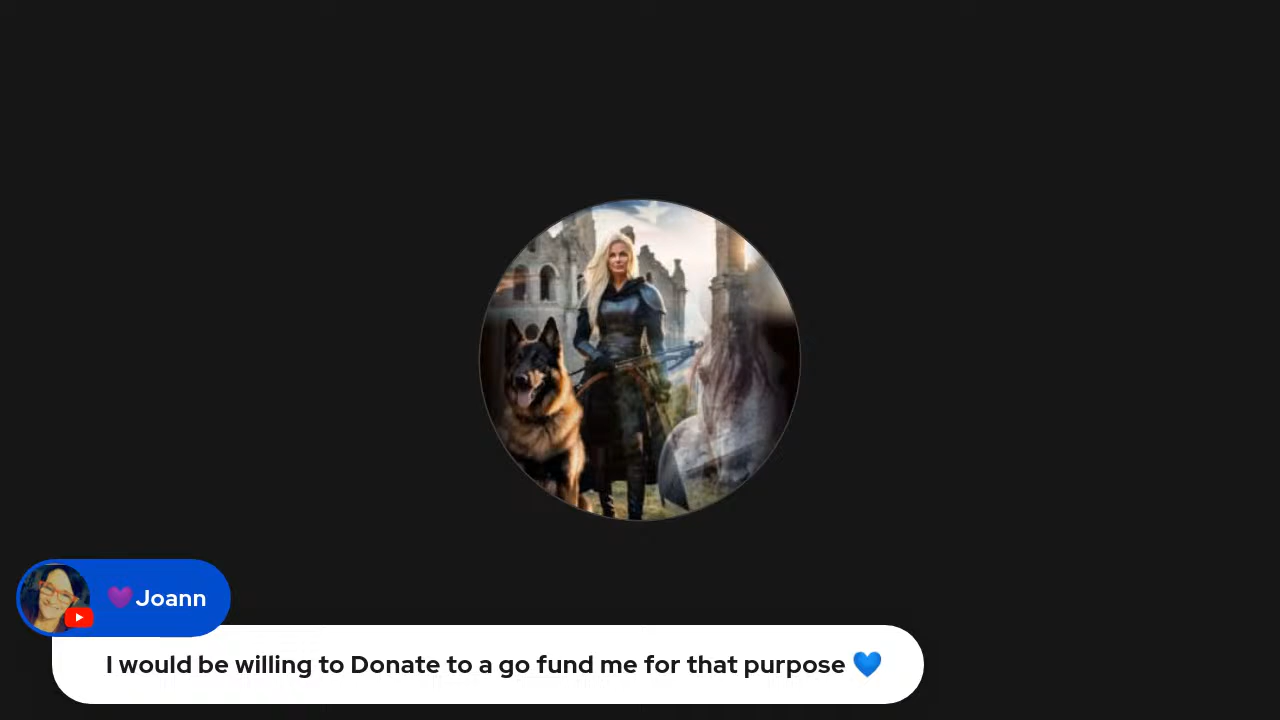 💜Joann
I would be willing to Donate to a go fund me for that purpose 💙